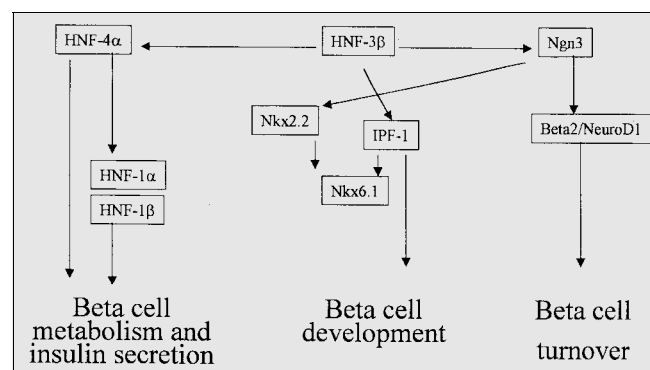 HNF-4α
HNF-3β
Ngn3
Nkx2.2
IPF-1
Beta2/NeuroD1
HNF-1α
Nkx6.1
HNF-1β
Beta cell
metabolism and
insulin secretion
Beta cell
development
Beta cell
turnover